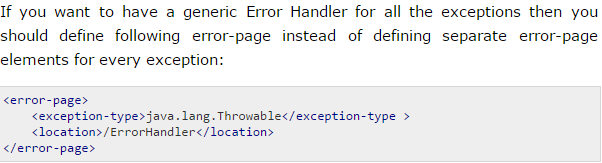 If you want to have a generic Error Handler for all the exceptions then you
should define following error-page instead of defining separate error-page
elements for every exception:
<error-page>
    <exception-type>java.lang.Throwable</exception-type >
    <location>/ErrorHandler</location>
</error-page>